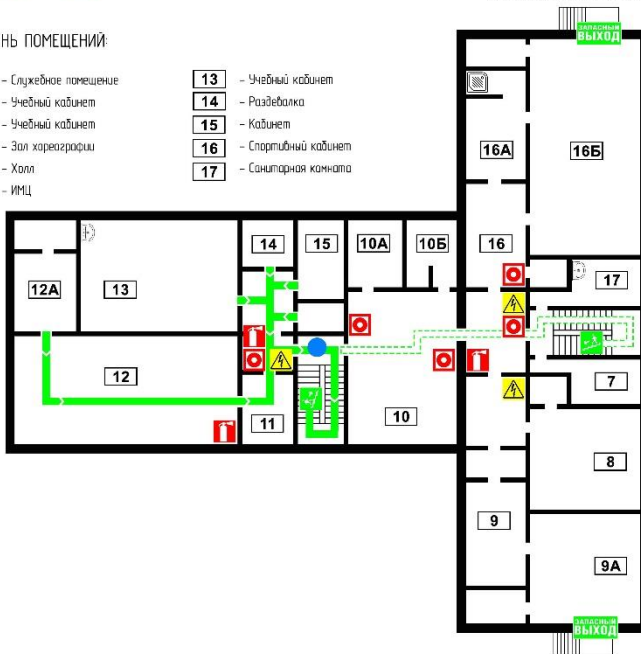 ЗАПАСНЫЙ
ВЫХОД
НЬ ПОМЕЩЕНИЙ:
– Служебное помещение
– Учебный кабинет
– Учебный кабинет
– Зал хореографии
– Холл
– ИМЦ
13 – Учебный кабинет
14 – Раздевалка
15 – Кабинет
16 – Спортивный кабинет
17 – Санитарная комната
16А
16Б
14
15
10А
10Б
16
12А
13
17
12
7
11
10
8
9
9А
ЗАПАСНЫЙ
ВЫХОД